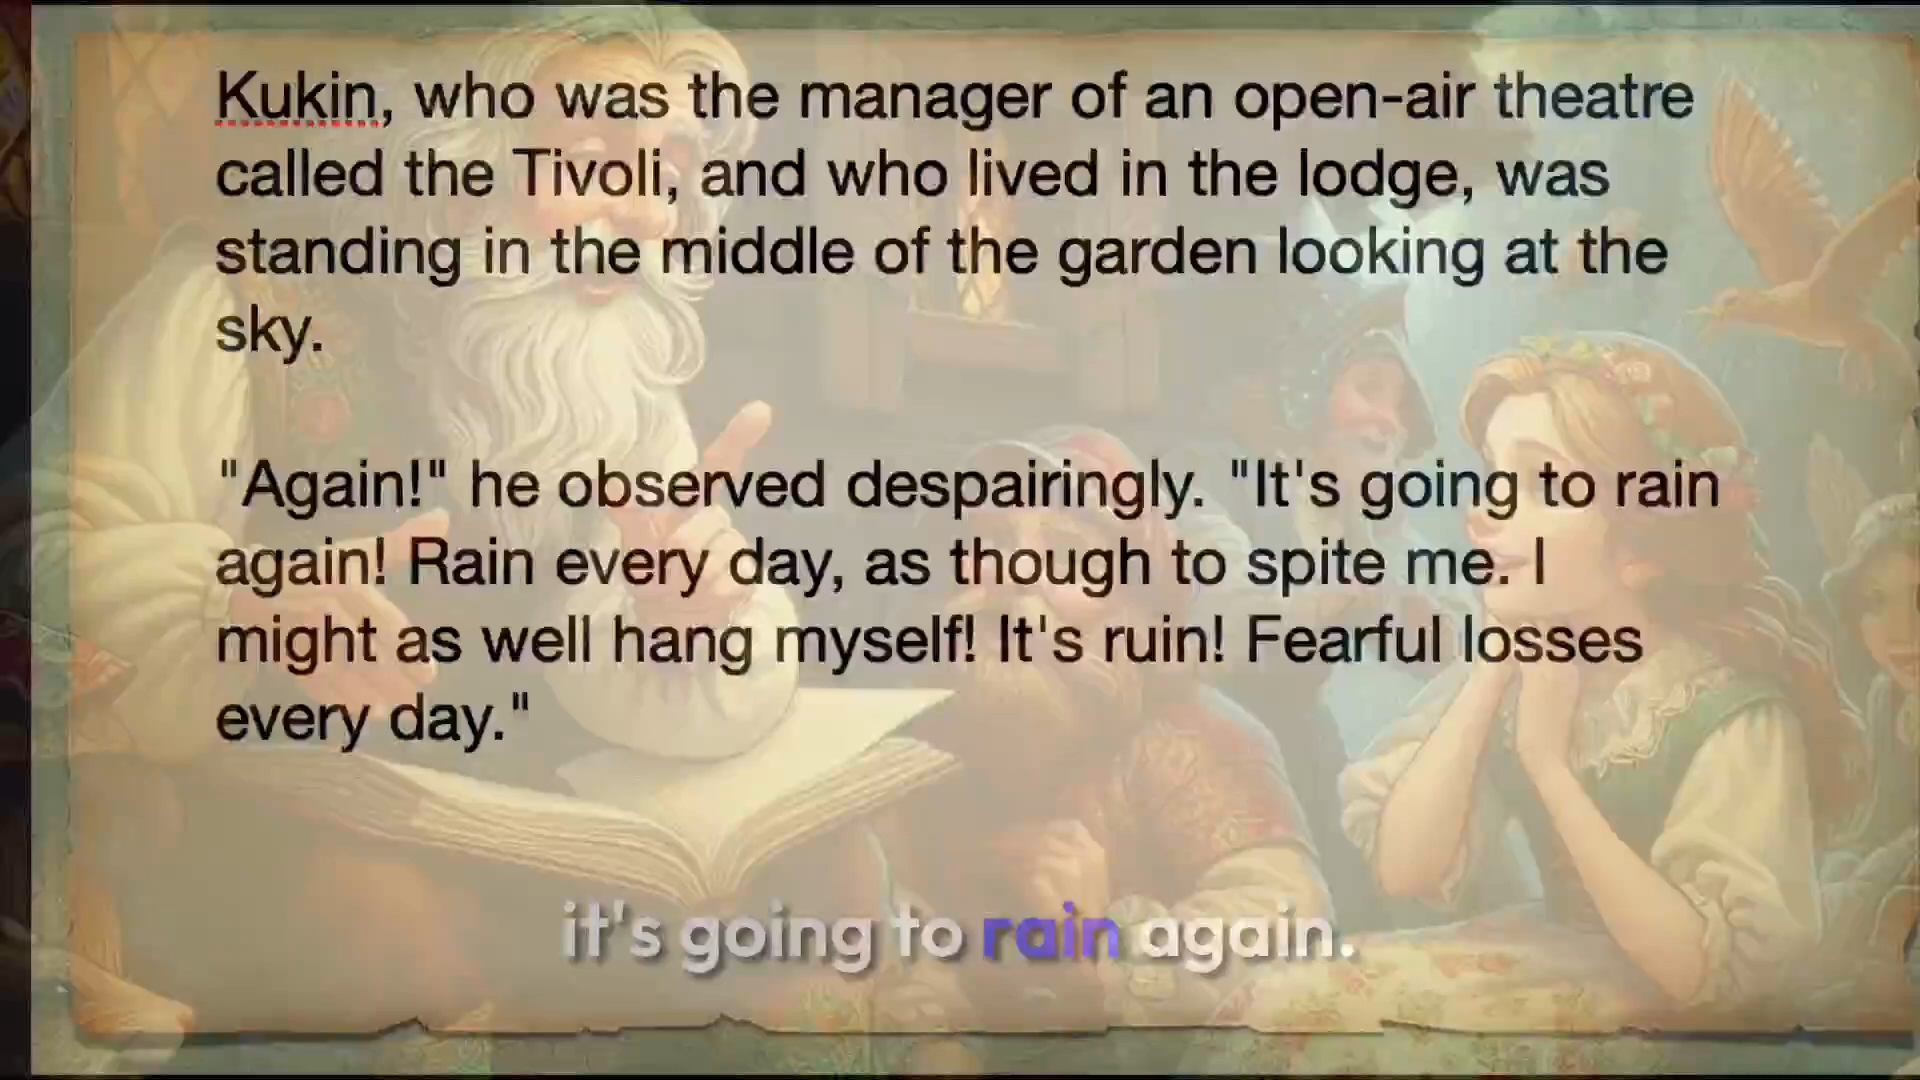 Kukin, who was the manager of an open-air theatre
called the Tivoli, and who lived in the lodge, was
standing in the middle of the garden looking at the
sky.
"Again!" he observed despairingly. "It's going to rain
again! Rain every day, as though to spite me. I
might as well hang myself! It's ruin! Fearful losses
every day."
it's going to rain again.